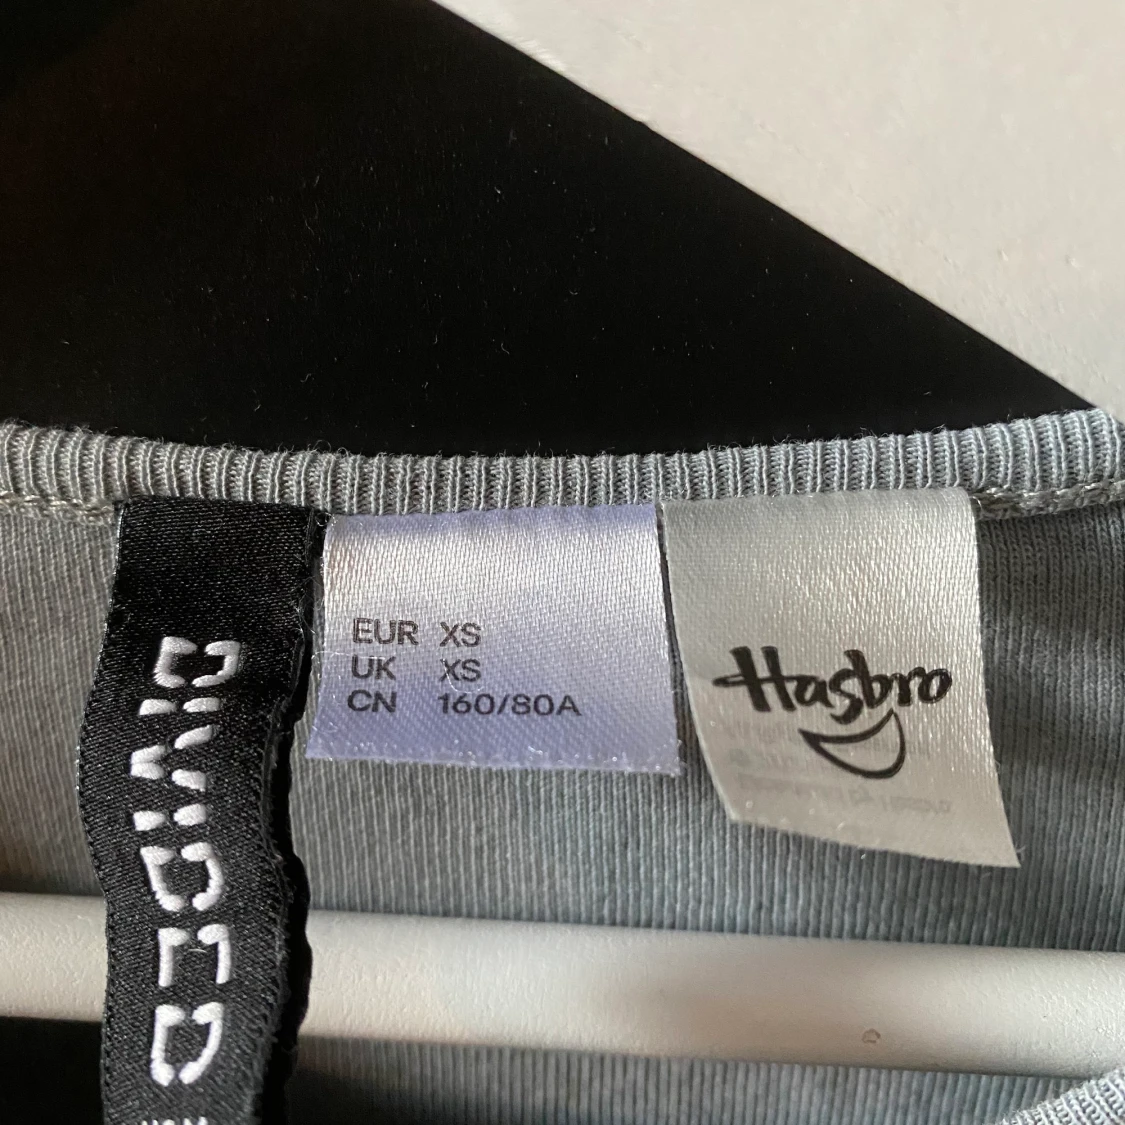 DIVIDED
EUR XS
UK XS
CN 160/80A
Hasbro